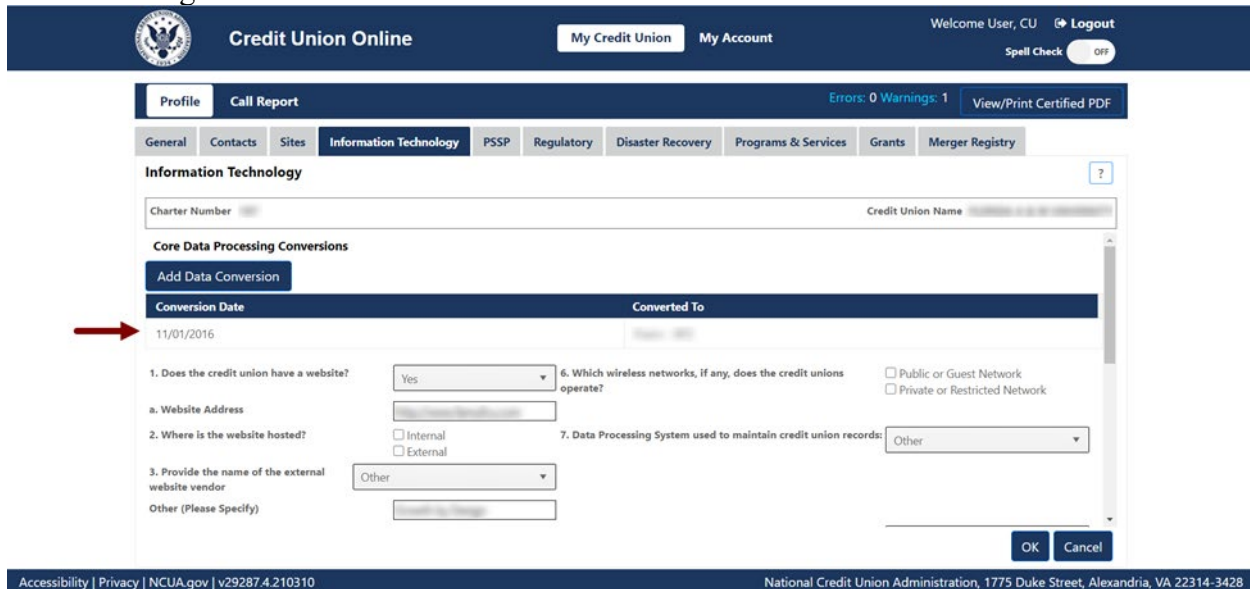 Credit Union Online
My Credit Union
My Account
Welcome User, CU
Logout
Spell Check OFF
Profile
Call Report
Errors: 0 Warnings: 1
View/Print Certified PDF
General
Contacts
Sites
Information Technology
PSSP
Regulatory
Disaster Recovery
Programs & Services
Grants
Merger Registry
Information Technology
?
Charter Number
Credit Union Name
Core Data Processing Conversions
Add Data Conversion
Conversion Date
Converted To
11/01/2016
1. Does the credit union have a website?
Yes
a. Website Address
2. Where is the website hosted?
Internal
External
3. Provide the name of the external
website vendor
Other
Other (Please Specify)
6. Which wireless networks, if any, does the credit unions
operate?
Public or Guest Network
Private or Restricted Network
7. Data Processing System used to maintain credit union records:
Other
OK
Cancel
Accessibility | Privacy | NCUA.gov | v29287.4.210310
National Credit Union Administration, 1775 Duke Street, Alexandria, VA 22314-3428